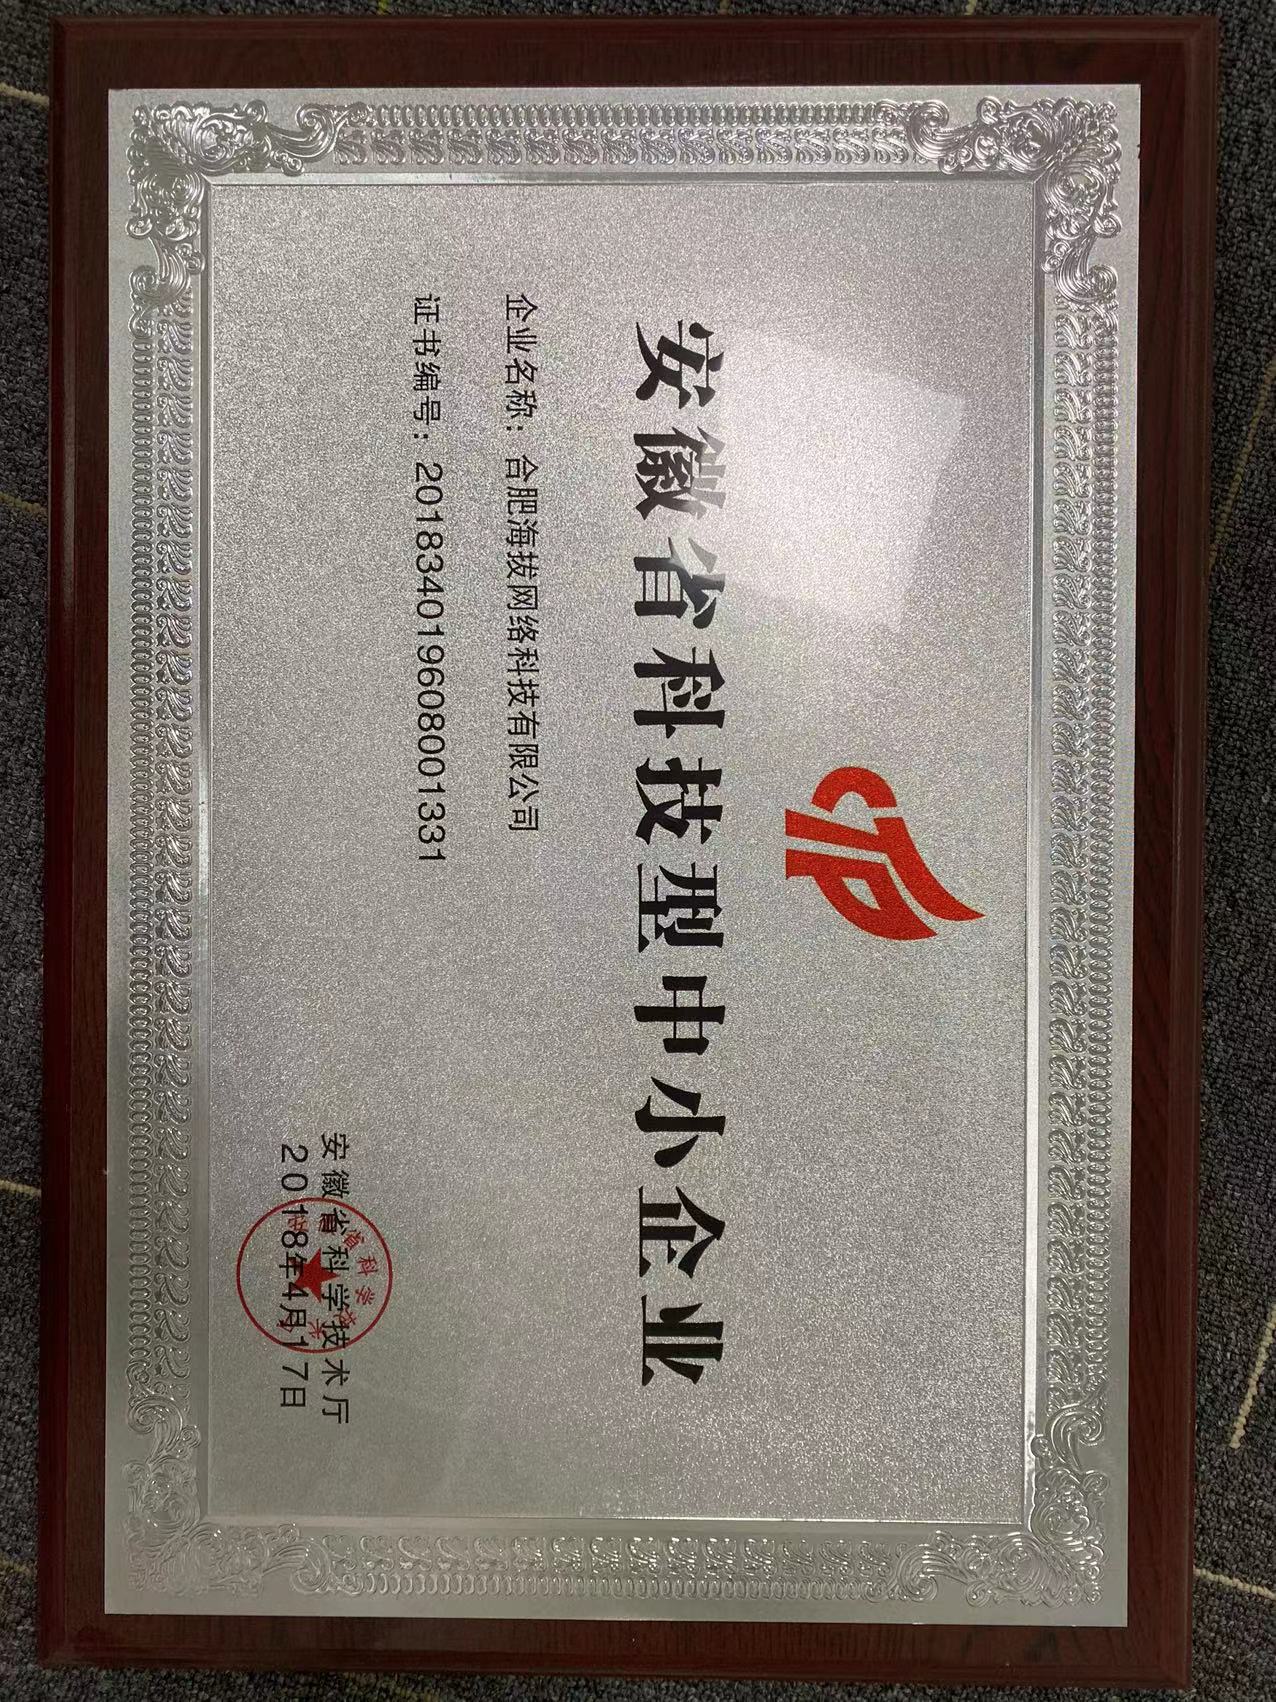 安徽省科技型中小企业
企业名称：合肥海拔网络科技有限公司
证书编号：201834019608001331
安徽省科学技术厅
2018年4月17日